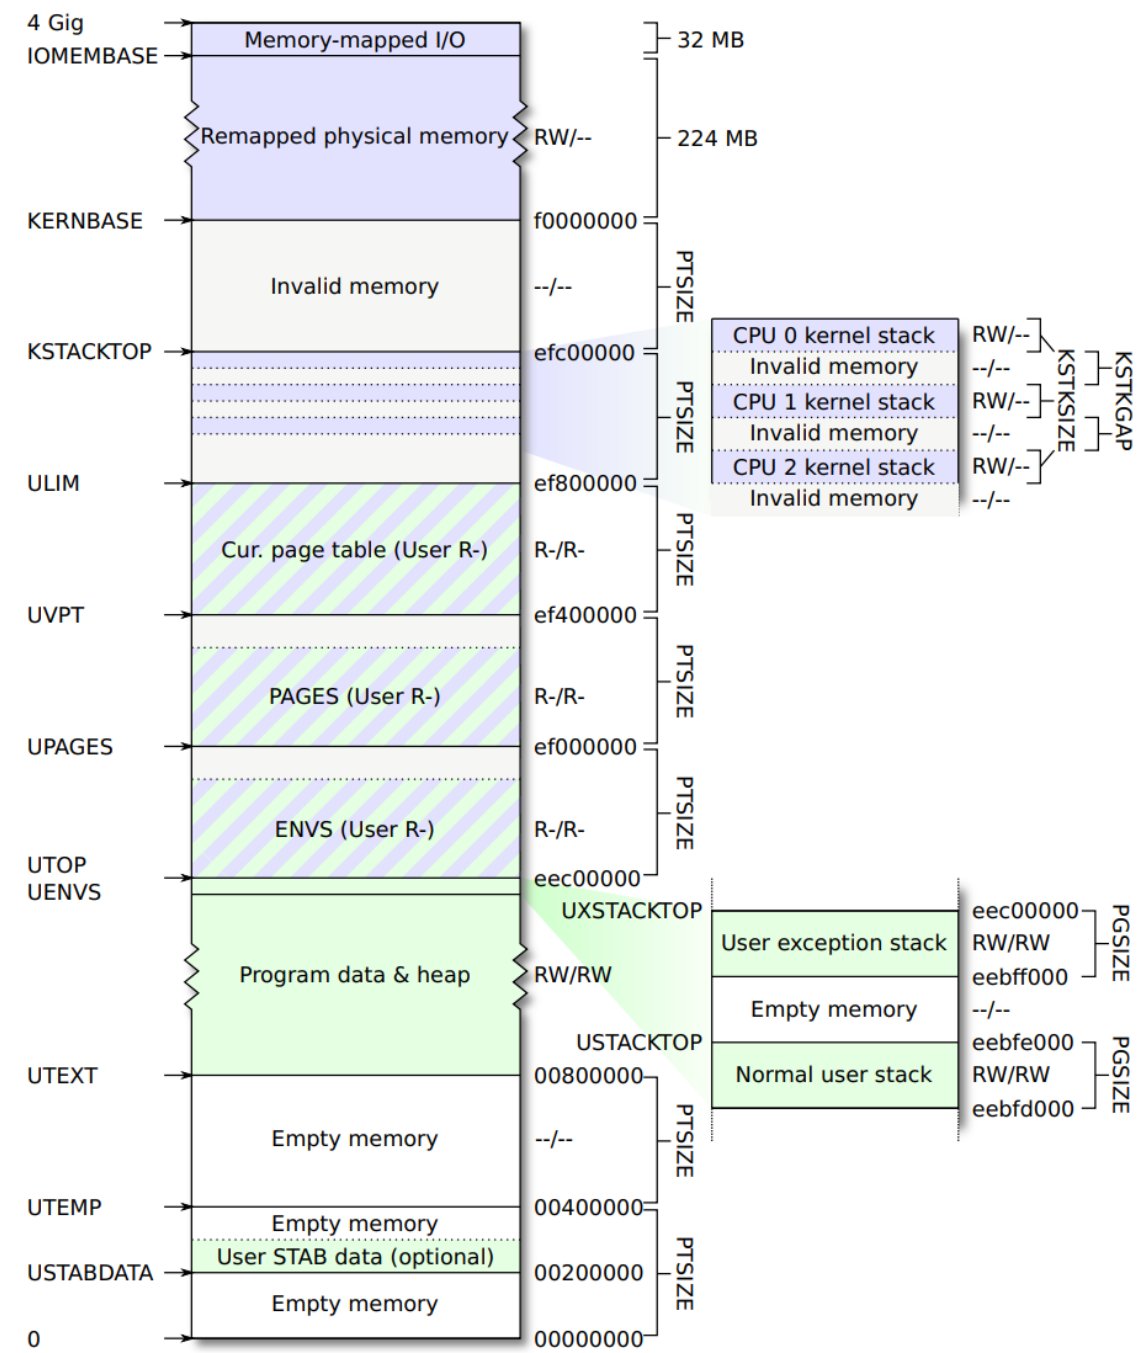 4 Gig
Memory-mapped I/O
32 MB
IOMEMBASE
Remapped physical memory
RW/--
224 MB
KERNBASE
f0000000
Invalid memory
--/--
PTSIZE
KSTACKTOP
efc00000
PTSIZE
CPU 0 kernel stack
RW/--
Invalid memory
--/--
CPU 1 kernel stack
RW/--
Invalid memory
--/--
CPU 2 kernel stack
RW/--
Invalid memory
--/--
KSTKSIZE
KSTKGAP
ULIM
ef800000
Cur. page table (User R-)
R-/R-
PTSIZE
UVPT
ef400000
PAGES (User R-)
R-/R-
PTSIZE
UPAGES
ef000000
ENVS (User R-)
R-/R-
PTSIZE
UTOP
UENVS
eec00000
UXSTACKTOP
eec00000
User exception stack
RW/RW
PGSIZE
eebff000
Empty memory
--/--
USTACKTOP
eebfe000
Normal user stack
RW/RW
PGSIZE
eebfd000
Program data & heap
RW/RW
UTEXT
00800000
Empty memory
--/--
PTSIZE
UTEMP
00400000
Empty memory
User STAB data (optional)
PTSIZE
USTABDATA
00200000
Empty memory
0
00000000